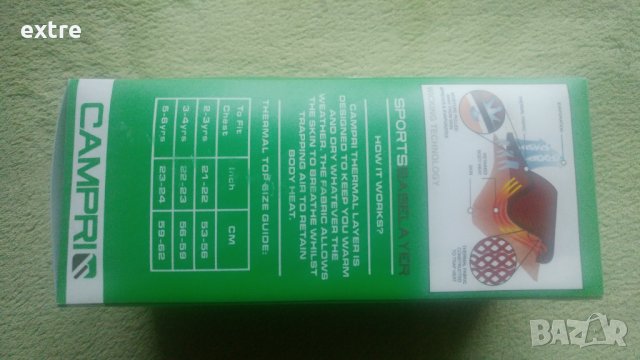 extre
WICKING TECHNOLOGY
SPORTS BASELAYER
HOW IT WORKS?
CAMPRI THERMAL LAYER IS
DESIGNED TO KEEP YOU WARM
AND DRY WHATEVER THE
WEATHER. THE FABRIC ALLOWS
THE SKIN TO BREATHE WHILST
TRAPPING AIR TO RETAIN
BODY HEAT.
THERMAL TOP SIZE GUIDE:
To Fit Chest Inch CM
2-3yrs 21-22 53-56
3-4yrs 22-23 56-59
5-6yrs 23-24 59-62
CAMPRI
BAZAR.bg